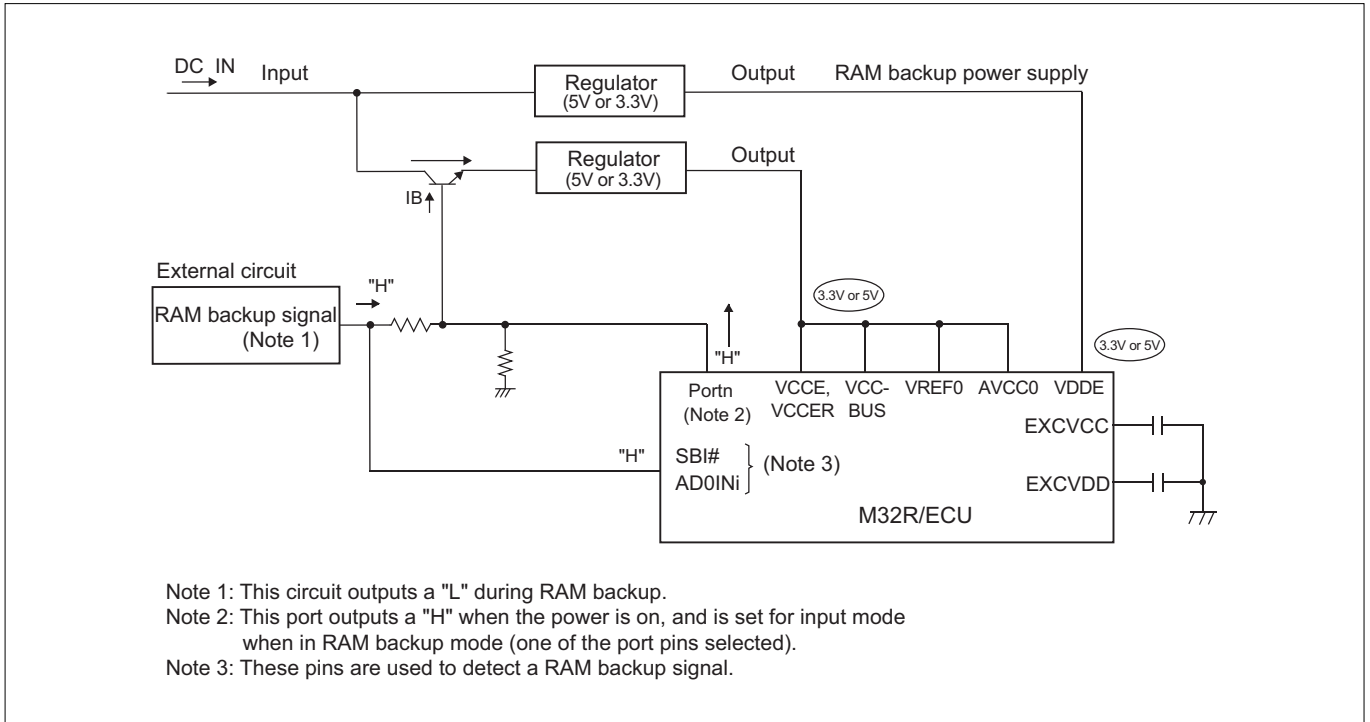 DC IN
Input
Regulator
(5V or 3.3V)
Output
RAM backup power supply
Regulator
(5V or 3.3V)
Output
IB
External circuit
"H"
RAM backup signal
(Note 1)
3.3V or 5V
3.3V or 5V
"H"
Portn
(Note 2)
VCCE,
VCCER
VCC-
BUS
VREF0
AVCC0
VDDE
EXCVCC
"H"
SBI#
AD0INi
(Note 3)
EXCVDD
M32R/ECU
Note 1: This circuit outputs a "L" during RAM backup.
Note 2: This port outputs a "H" when the power is on, and is set for input mode
when in RAM backup mode (one of the port pins selected).
Note 3: These pins are used to detect a RAM backup signal.